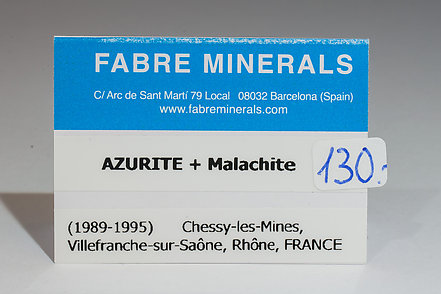 FABRE MINERALS
C/ Arc de Sant Martí 79 Local 08032 Barcelona (Spain)
www.fabreminerals.com
AZURITE + Malachite
130.-
(1989-1995) Chessy-les-Mines,
Villefranche-sur-Saône, Rhône, FRANCE